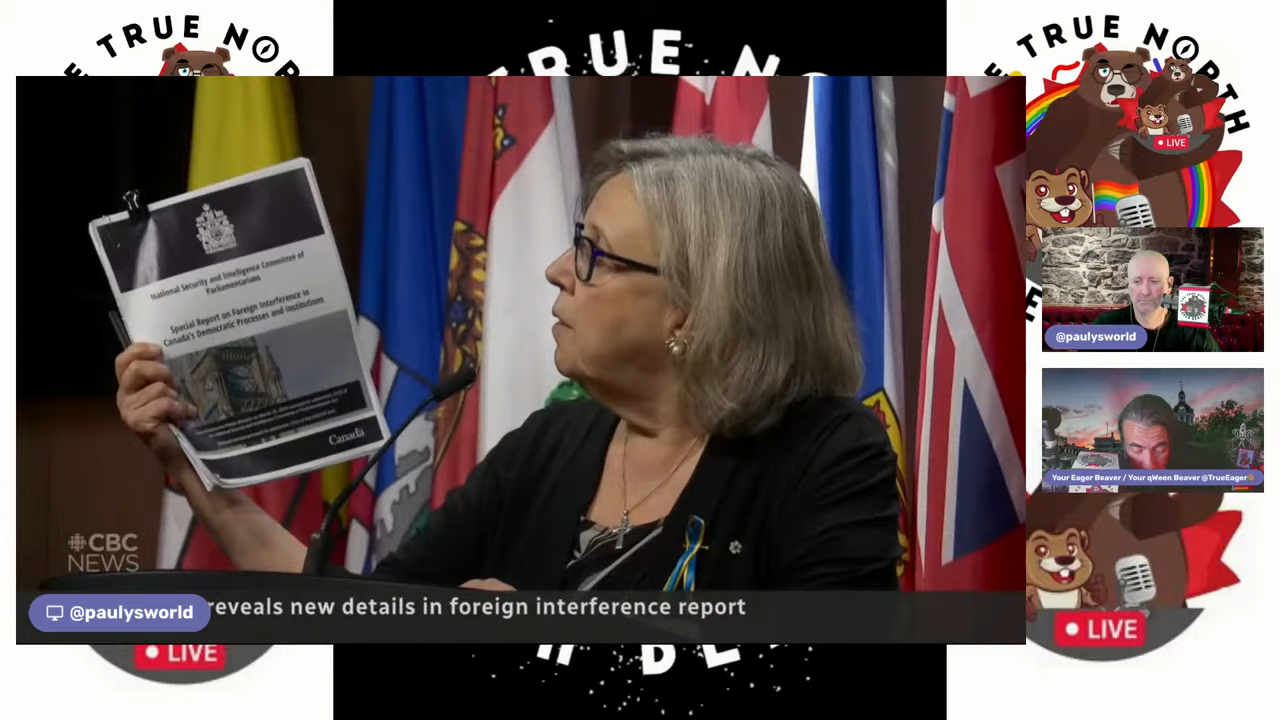 E TRUE NOR
TRUE NO
E TRUE NORTH
LIVE
National Security and Intelligence Committee of
Parliamentarians
Special Report on Foreign Interference in
Canada's Democratic Processes and Institutions
Canada
CBC
NEWS
@paulysworld
reveals new details in foreign interference report
@paulysworld
Your Eager Beaver / Your qWeen Beaver @TrueEager
LIVE
LIVE